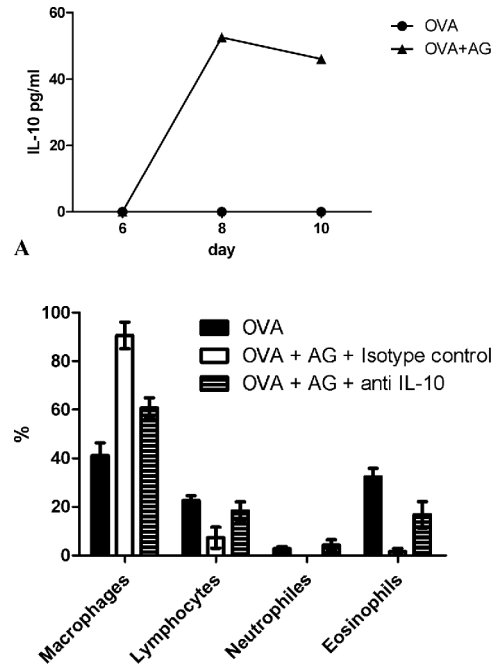 60
40
20
0
IL-10 pg/ml
6 8 10
day
OVA
OVA+AG
A
100
80
60
40
20
0
%
OVA
OVA + AG + Isotype control
OVA + AG + anti IL-10
Macrophages
Lymphocytes
Neutrophiles
Eosinophils